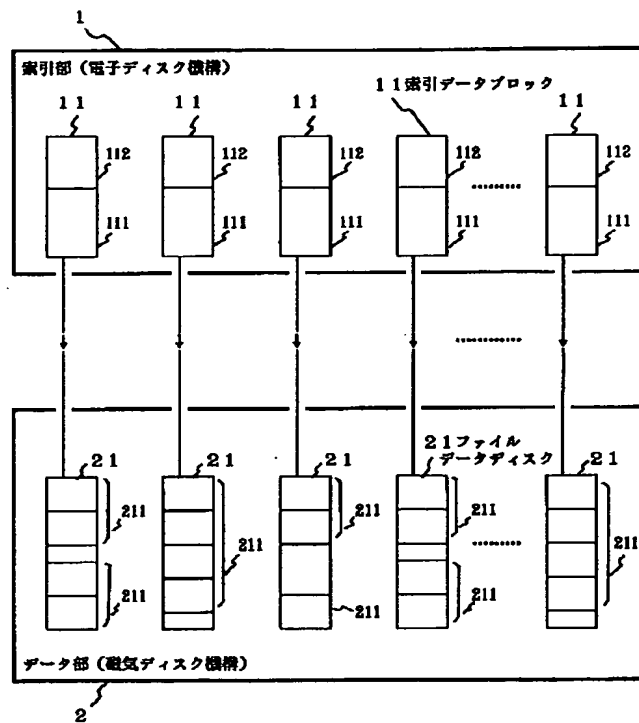 1
索引部（電子ディスク機構）
11 11 11 11索引データブロック 11
112 112 112 112 112
………
111 111 111 111 111
………
21 21 21 21ファイル 21
データディスク
211 211 211 211 211
………
211 211 211
データ部（磁気ディスク機構）
2